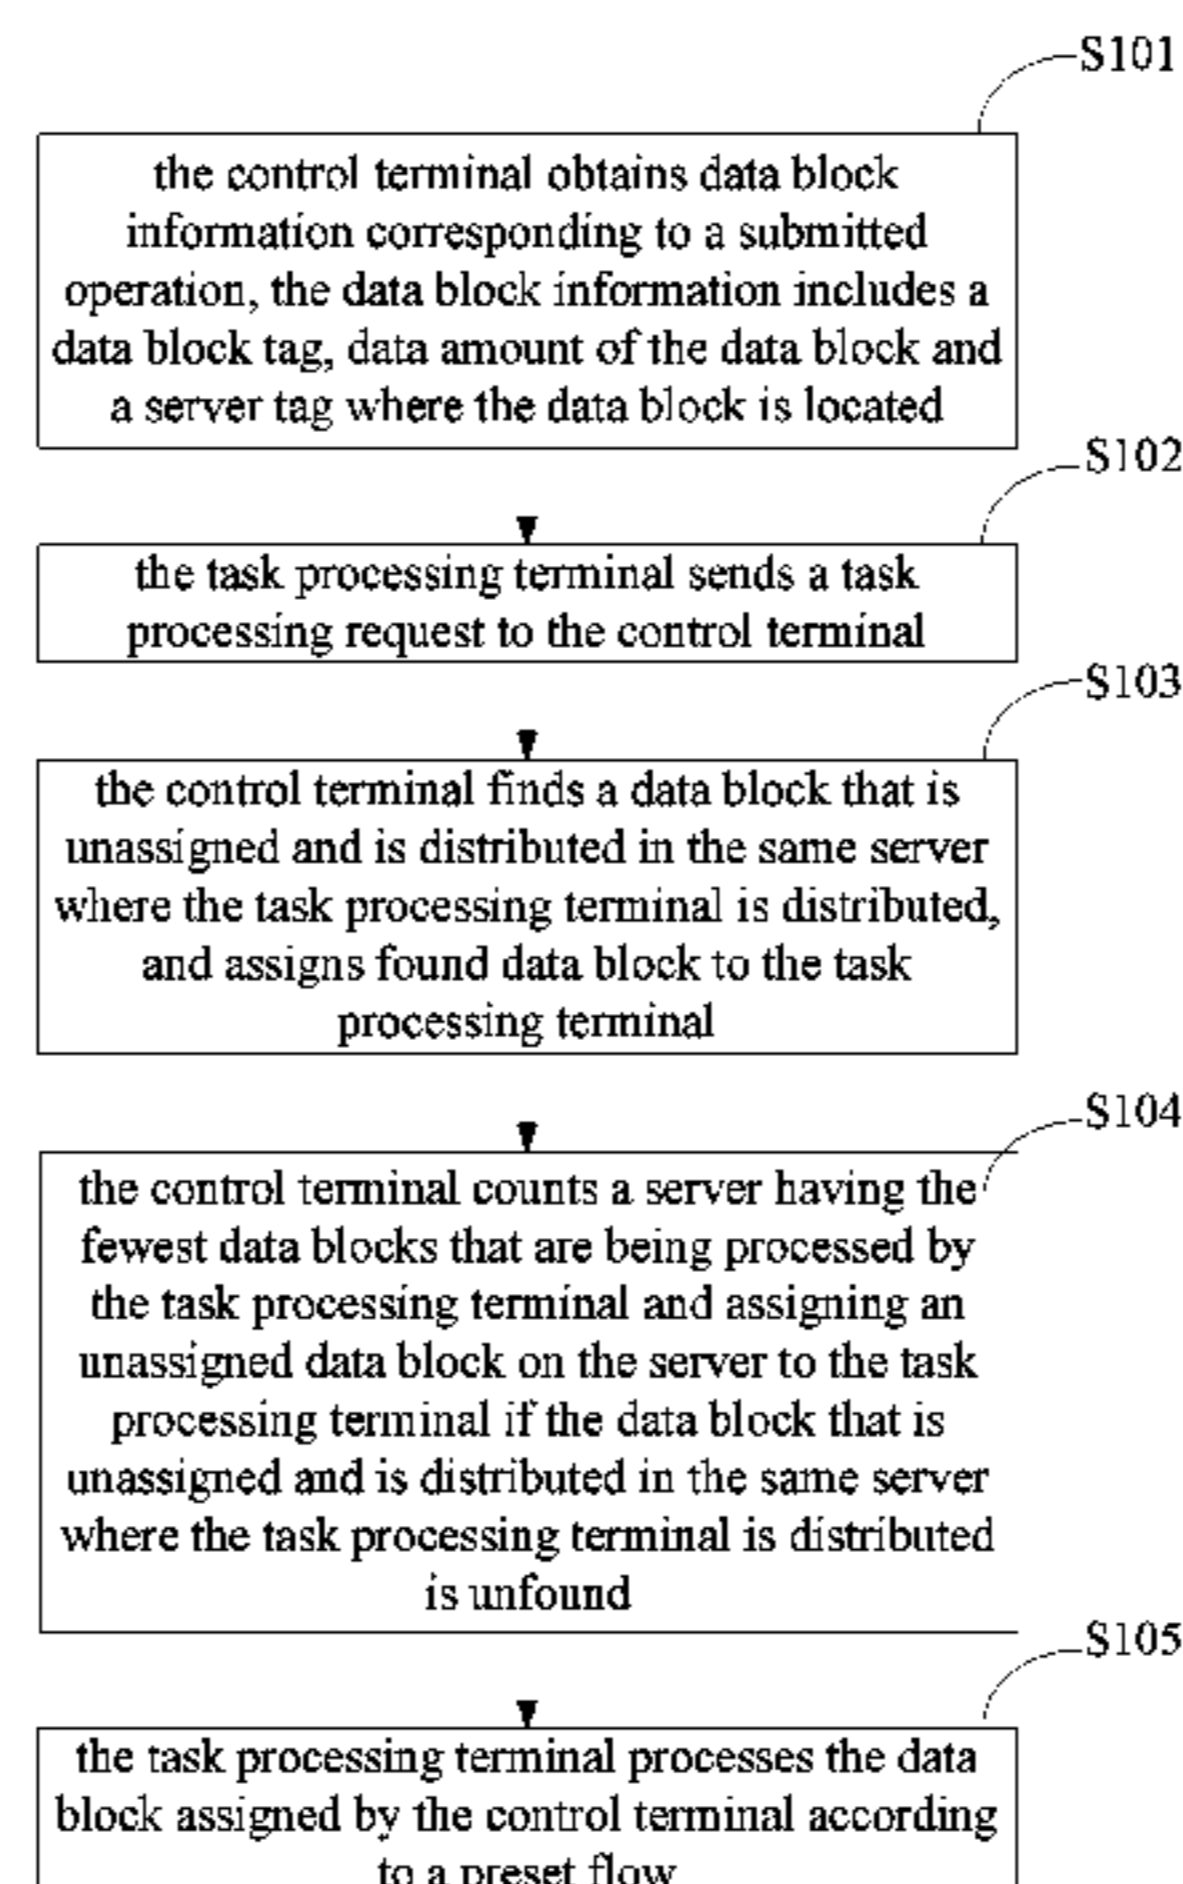 S101
the control terminal obtains data block
information corresponding to a submitted
operation, the data block information includes a
data block tag, data amount of the data block and
a server tag where the data block is located
S102
the task processing terminal sends a task
processing request to the control terminal
S103
the control terminal finds a data block that is
unassigned and is distributed in the same server
where the task processing terminal is distributed,
and assigns found data block to the task
processing terminal
S104
the control terminal counts a server having the
fewest data blocks that are being processed by
the task processing terminal and assigning an
unassigned data block on the server to the task
processing terminal if the data block that is
unassigned and is distributed in the same server
where the task processing terminal is distributed
is unfound
S105
the task processing terminal processes the data
block assigned by the control terminal according
to a preset flow